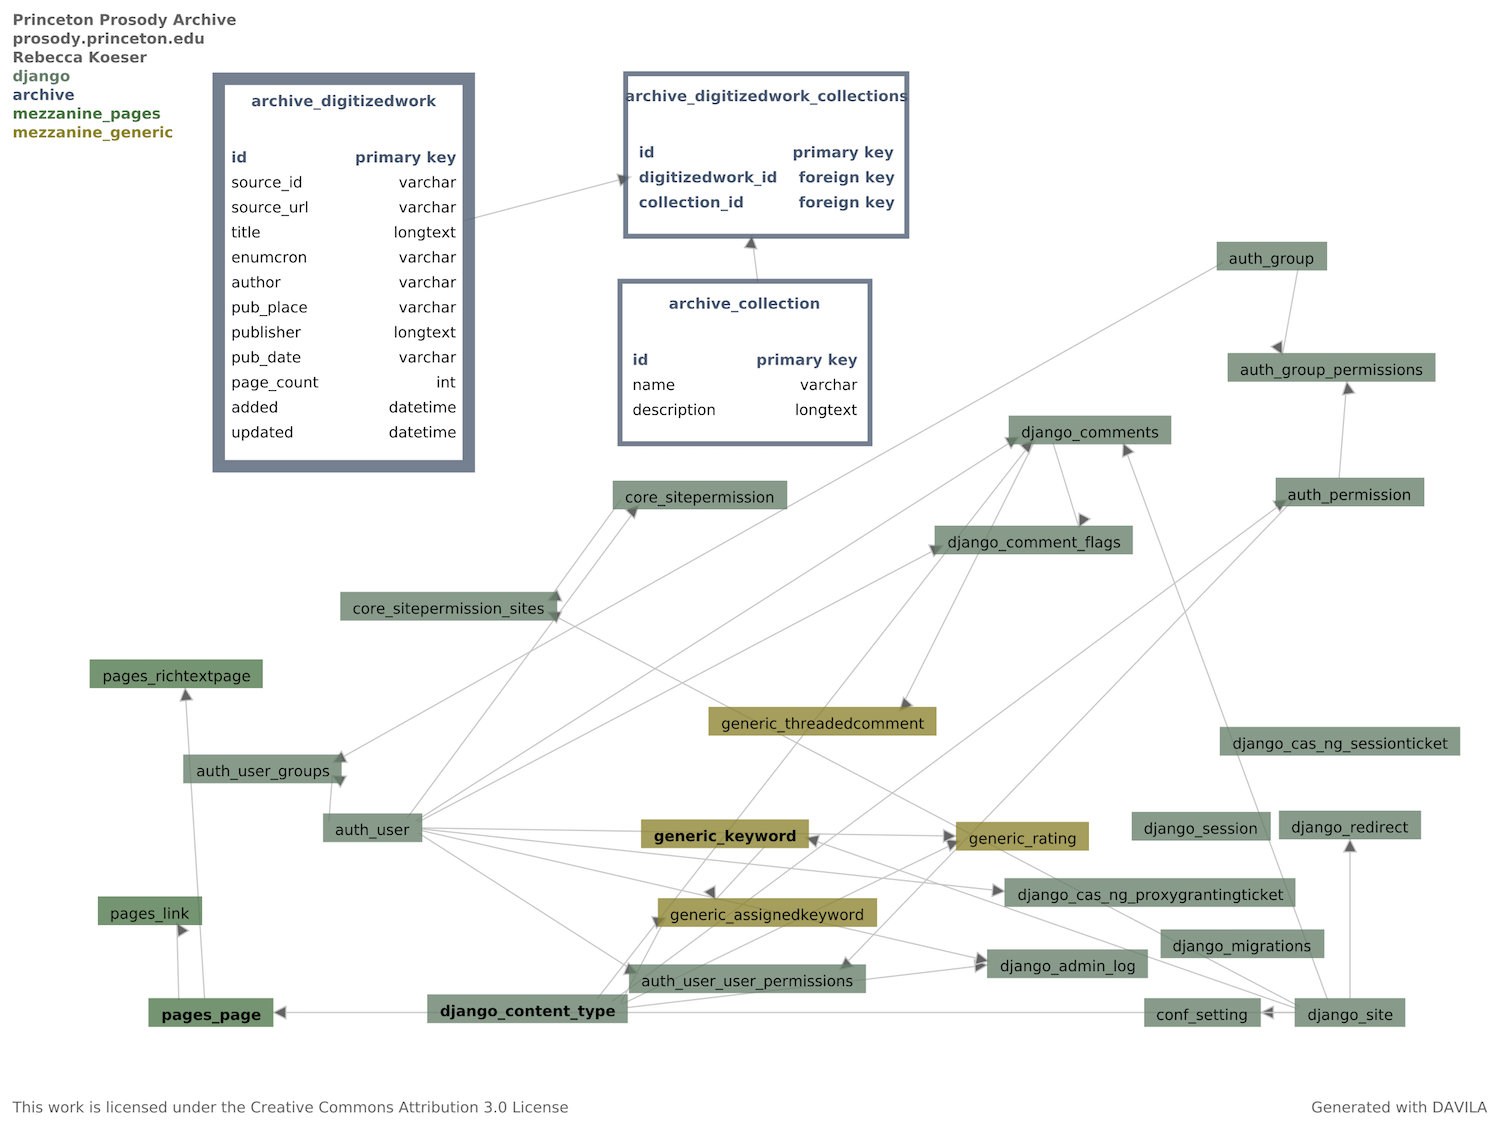 Princeton Prosody Archive
prosody.princeton.edu
Rebecca Koeser
django
archive
mezzanine_pages
mezzanine_generic
archive_digitizedwork
id primary key
source_id varchar
source_url varchar
title longtext
enumcron varchar
author varchar
pub_place varchar
publisher longtext
pub_date varchar
page_count int
added datetime
updated datetime
archive_digitizedwork_collections
id primary key
digitizedwork_id foreign key
collection_id foreign key
archive_collection
id primary key
name varchar
description longtext
auth_group
auth_group_permissions
django_comments
auth_permission
core_sitepermission
django_comment_flags
core_sitepermission_sites
pages_richtextpage
generic_threadedcomment
django_cas_ng_sessionticket
auth_user_groups
auth_user
generic_keyword
generic_rating
django_session
django_redirect
django_cas_ng_proxygrantingticket
pages_link
generic_assignedkeyword
django_migrations
django_admin_log
auth_user_user_permissions
pages_page
django_content_type
conf_setting
django_site
This work is licensed under the Creative Commons Attribution 3.0 License
Generated with DAVILA